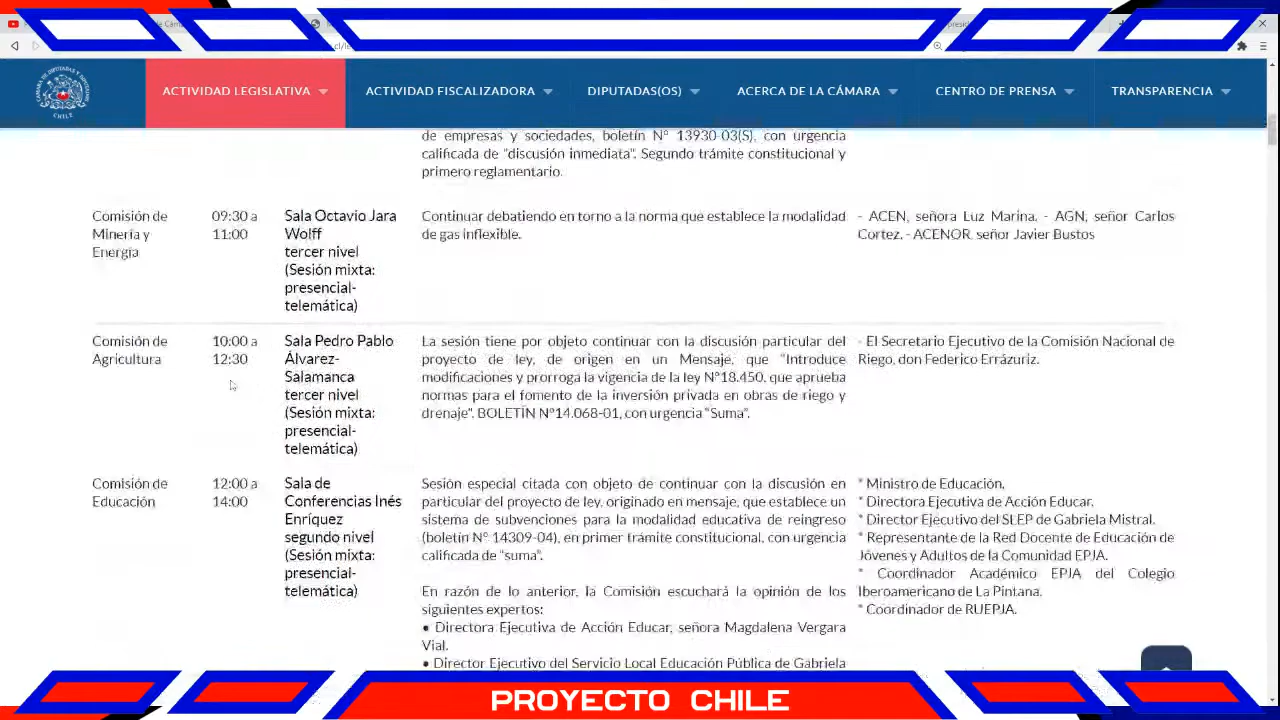 ACTIVIDAD LEGISLATIVA
ACTIVIDAD FISCALIZADORA
DIPUTADAS(OS)
ACERCA DE LA CÁMARA
CENTRO DE PRENSA
TRANSPARENCIA
CHILE
de empresas y sociedades, boletín N° 13930-03(S), con urgencia
calificada de "discusión inmediata". Segundo trámite constitucional y
primero reglamentario.
Comisión de
Minería y
Energía
09:30 a
11:00
Sala Octavio Jara
Wolff
tercer nivel
(Sesión mixta:
presencial-
telemática)
Continuar debatiendo en torno a la norma que establece la modalidad
de gas inflexible.
- ACEN, señora Luz Marina. - AGN, señor Carlos
Cortez. - ACENOR, señor Javier Bustos
Comisión de
Agricultura
10:00 a
12:30
Sala Pedro Pablo
Álvarez-
Salamanca
tercer nivel
(Sesión mixta:
presencial-
telemática)
La sesión tiene por objeto continuar con la discusión particular del
proyecto de ley, de origen en un Mensaje, que "Introduce
modificaciones y prorroga la vigencia de la ley N°18.450, que aprueba
normas para el fomento de la inversión privada en obras de riego y
drenaje". BOLETÍN N°14.068-01, con urgencia "Suma".
- El Secretario Ejecutivo de la Comisión Nacional de
Riego, don Federico Errázuriz.
Comisión de
Educación
12:00 a
14:00
Sala de
Conferencias Inés
Enríquez
segundo nivel
(Sesión mixta:
presencial-
telemática)
Sesión especial citada con objeto de continuar con la discusión en
particular del proyecto de ley, originado en mensaje, que establece un
sistema de subvenciones para la modalidad educativa de reingreso
(boletín N° 14309-04), en primer trámite constitucional, con urgencia
calificada de "suma".
En razón de lo anterior, la Comisión escuchará la opinión de los
siguientes expertos:
• Directora Ejecutiva de Acción Educar, señora Magdalena Vergara
Vial.
• Director Ejecutivo del Servicio Local Educación Pública de Gabriela
* Ministro de Educación.
* Directora Ejecutiva de Acción Educar.
* Director Ejecutivo del SLEP de Gabriela Mistral.
* Representante de la Red Docente de Educación de
Jóvenes y Adultos de la Comunidad EPJA.
* Coordinador Académico EPJA del Colegio
Iberoamericano de La Pintana.
* Coordinador de RUEPJA.
PROYECTO CHILE